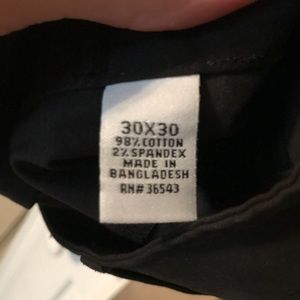 30X30
98% COTTON
2% SPANDEX
MADE IN
BANGLADESH
RN# 36543